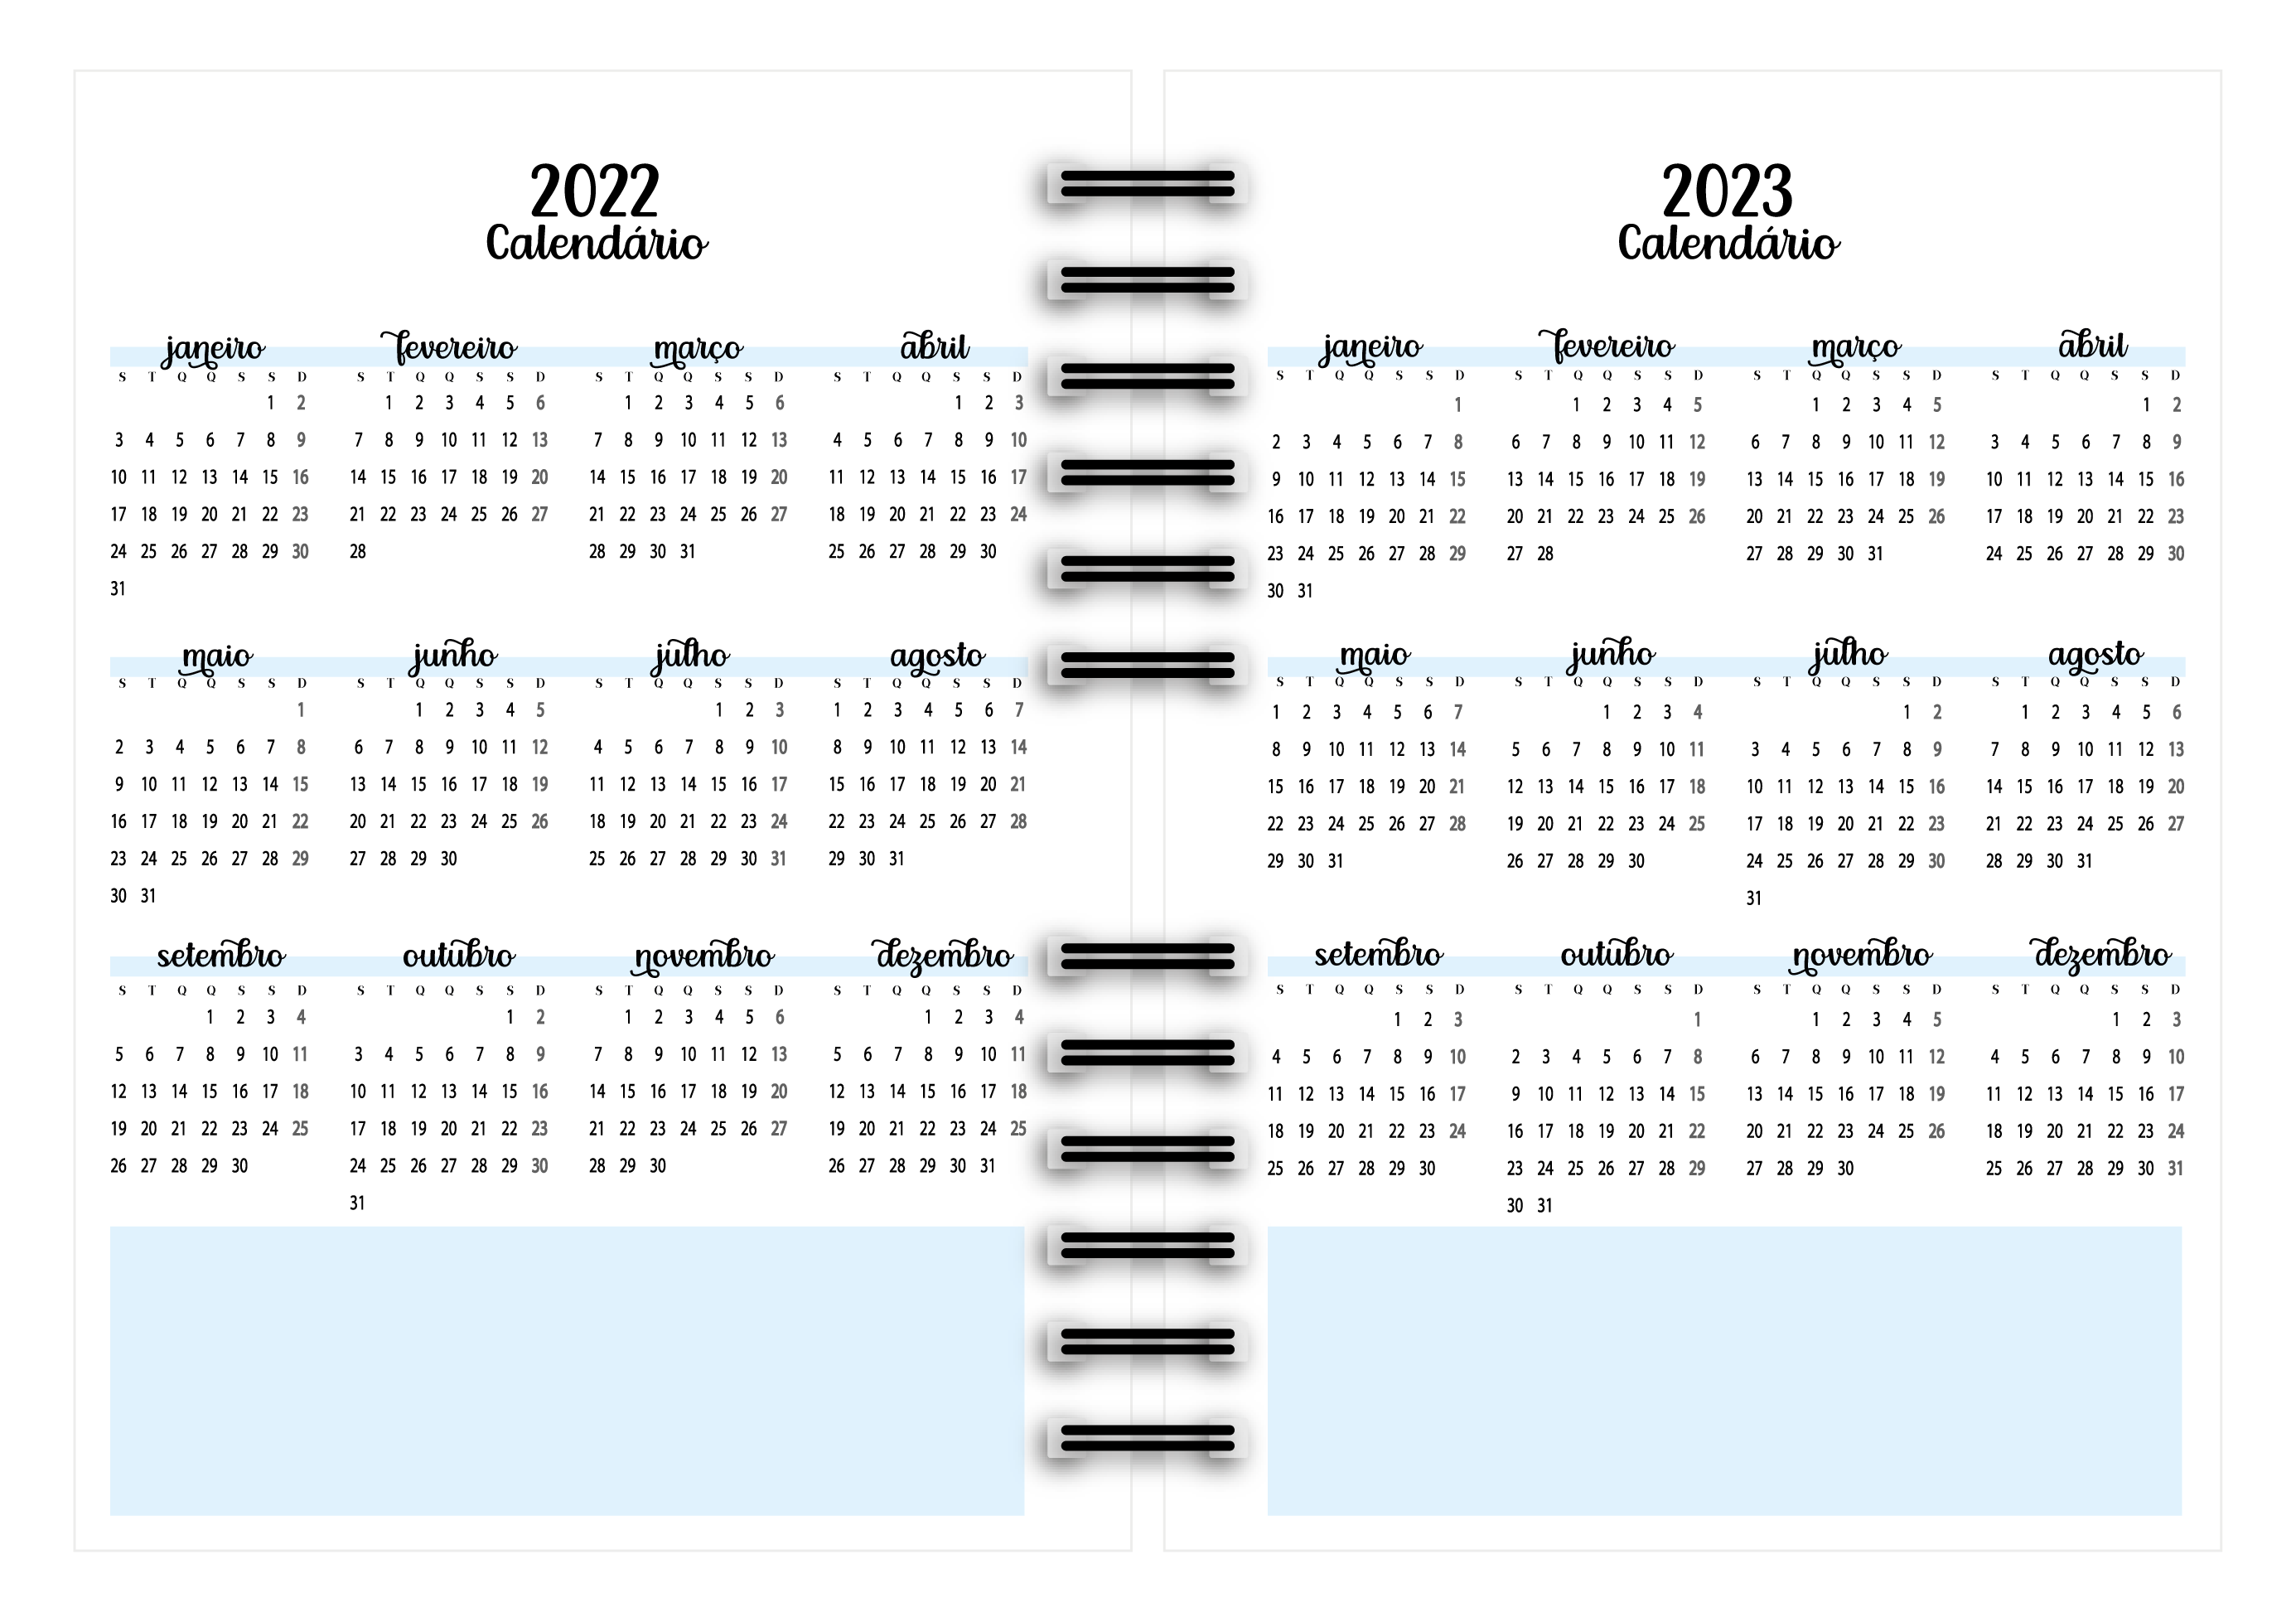 2022
Calendário
janeiro fevereiro março abril
S T Q Q S S D S T Q Q S S D S T Q Q S S D S T Q Q S S D
1 2 1 2 3 4 5 6 1 2 3 4 5 6 1 2 3
3 4 5 6 7 8 9 7 8 9 10 11 12 13 7 8 9 10 11 12 13 4 5 6 7 8 9 10
10 11 12 13 14 15 16 14 15 16 17 18 19 20 14 15 16 17 18 19 20 11 12 13 14 15 16 17
17 18 19 20 21 22 23 21 22 23 24 25 26 27 21 22 23 24 25 26 27 18 19 20 21 22 23 24
24 25 26 27 28 29 30 28 28 29 30 31 25 26 27 28 29 30
31
maio junho julho agosto
S T Q Q S S D S T Q Q S S D S T Q Q S S D S T Q Q S S D
1 1 2 3 4 5 1 2 3 1 2 3 4 5 6 7
2 3 4 5 6 7 8 6 7 8 9 10 11 12 4 5 6 7 8 9 10 8 9 10 11 12 13 14
9 10 11 12 13 14 15 13 14 15 16 17 18 19 11 12 13 14 15 16 17 15 16 17 18 19 20 21
16 17 18 19 20 21 22 20 21 22 23 24 25 26 18 19 20 21 22 23 24 22 23 24 25 26 27 28
23 24 25 26 27 28 29 27 28 29 30 25 26 27 28 29 30 31 29 30 31
30 31
setembro outubro novembro dezembro
S T Q Q S S D S T Q Q S S D S T Q Q S S D S T Q Q S S D
1 2 3 4 1 2 1 2 3 4 5 6 1 2 3 4
5 6 7 8 9 10 11 3 4 5 6 7 8 9 7 8 9 10 11 12 13 5 6 7 8 9 10 11
12 13 14 15 16 17 18 10 11 12 13 14 15 16 14 15 16 17 18 19 20 12 13 14 15 16 17 18
19 20 21 22 23 24 25 17 18 19 20 21 22 23 21 22 23 24 25 26 27 19 20 21 22 23 24 25
26 27 28 29 30 24 25 26 27 28 29 30 28 29 30 26 27 28 29 30 31
31
2023
Calendário
janeiro fevereiro março abril
S T Q Q S S D S T Q Q S S D S T Q Q S S D S T Q Q S S D
1 1 2 3 4 5 1 2 3 4 5 1 2
2 3 4 5 6 7 8 6 7 8 9 10 11 12 6 7 8 9 10 11 12 3 4 5 6 7 8 9
9 10 11 12 13 14 15 13 14 15 16 17 18 19 13 14 15 16 17 18 19 10 11 12 13 14 15 16
16 17 18 19 20 21 22 20 21 22 23 24 25 26 20 21 22 23 24 25 26 17 18 19 20 21 22 23
23 24 25 26 27 28 29 27 28 27 28 29 30 31 24 25 26 27 28 29 30
30 31
maio junho julho agosto
S T Q Q S S D S T Q Q S S D S T Q Q S S D S T Q Q S S D
1 2 3 4 5 6 7 1 2 3 4 1 2 1 2 3 4 5 6
8 9 10 11 12 13 14 5 6 7 8 9 10 11 3 4 5 6 7 8 9 7 8 9 10 11 12 13
15 16 17 18 19 20 21 12 13 14 15 16 17 18 10 11 12 13 14 15 16 14 15 16 17 18 19 20
22 23 24 25 26 27 28 19 20 21 22 23 24 25 17 18 19 20 21 22 23 21 22 23 24 25 26 27
29 30 31 26 27 28 29 30 24 25 26 27 28 29 30 28 29 30 31
31
setembro outubro novembro dezembro
S T Q Q S S D S T Q Q S S D S T Q Q S S D S T Q Q S S D
1 2 3 1 1 2 3 4 5 1 2 3
4 5 6 7 8 9 10 2 3 4 5 6 7 8 6 7 8 9 10 11 12 4 5 6 7 8 9 10
11 12 13 14 15 16 17 9 10 11 12 13 14 15 13 14 15 16 17 18 19 11 12 13 14 15 16 17
18 19 20 21 22 23 24 16 17 18 19 20 21 22 20 21 22 23 24 25 26 18 19 20 21 22 23 24
25 26 27 28 29 30 23 24 25 26 27 28 29 27 28 29 30 25 26 27 28 29 30 31
30 31